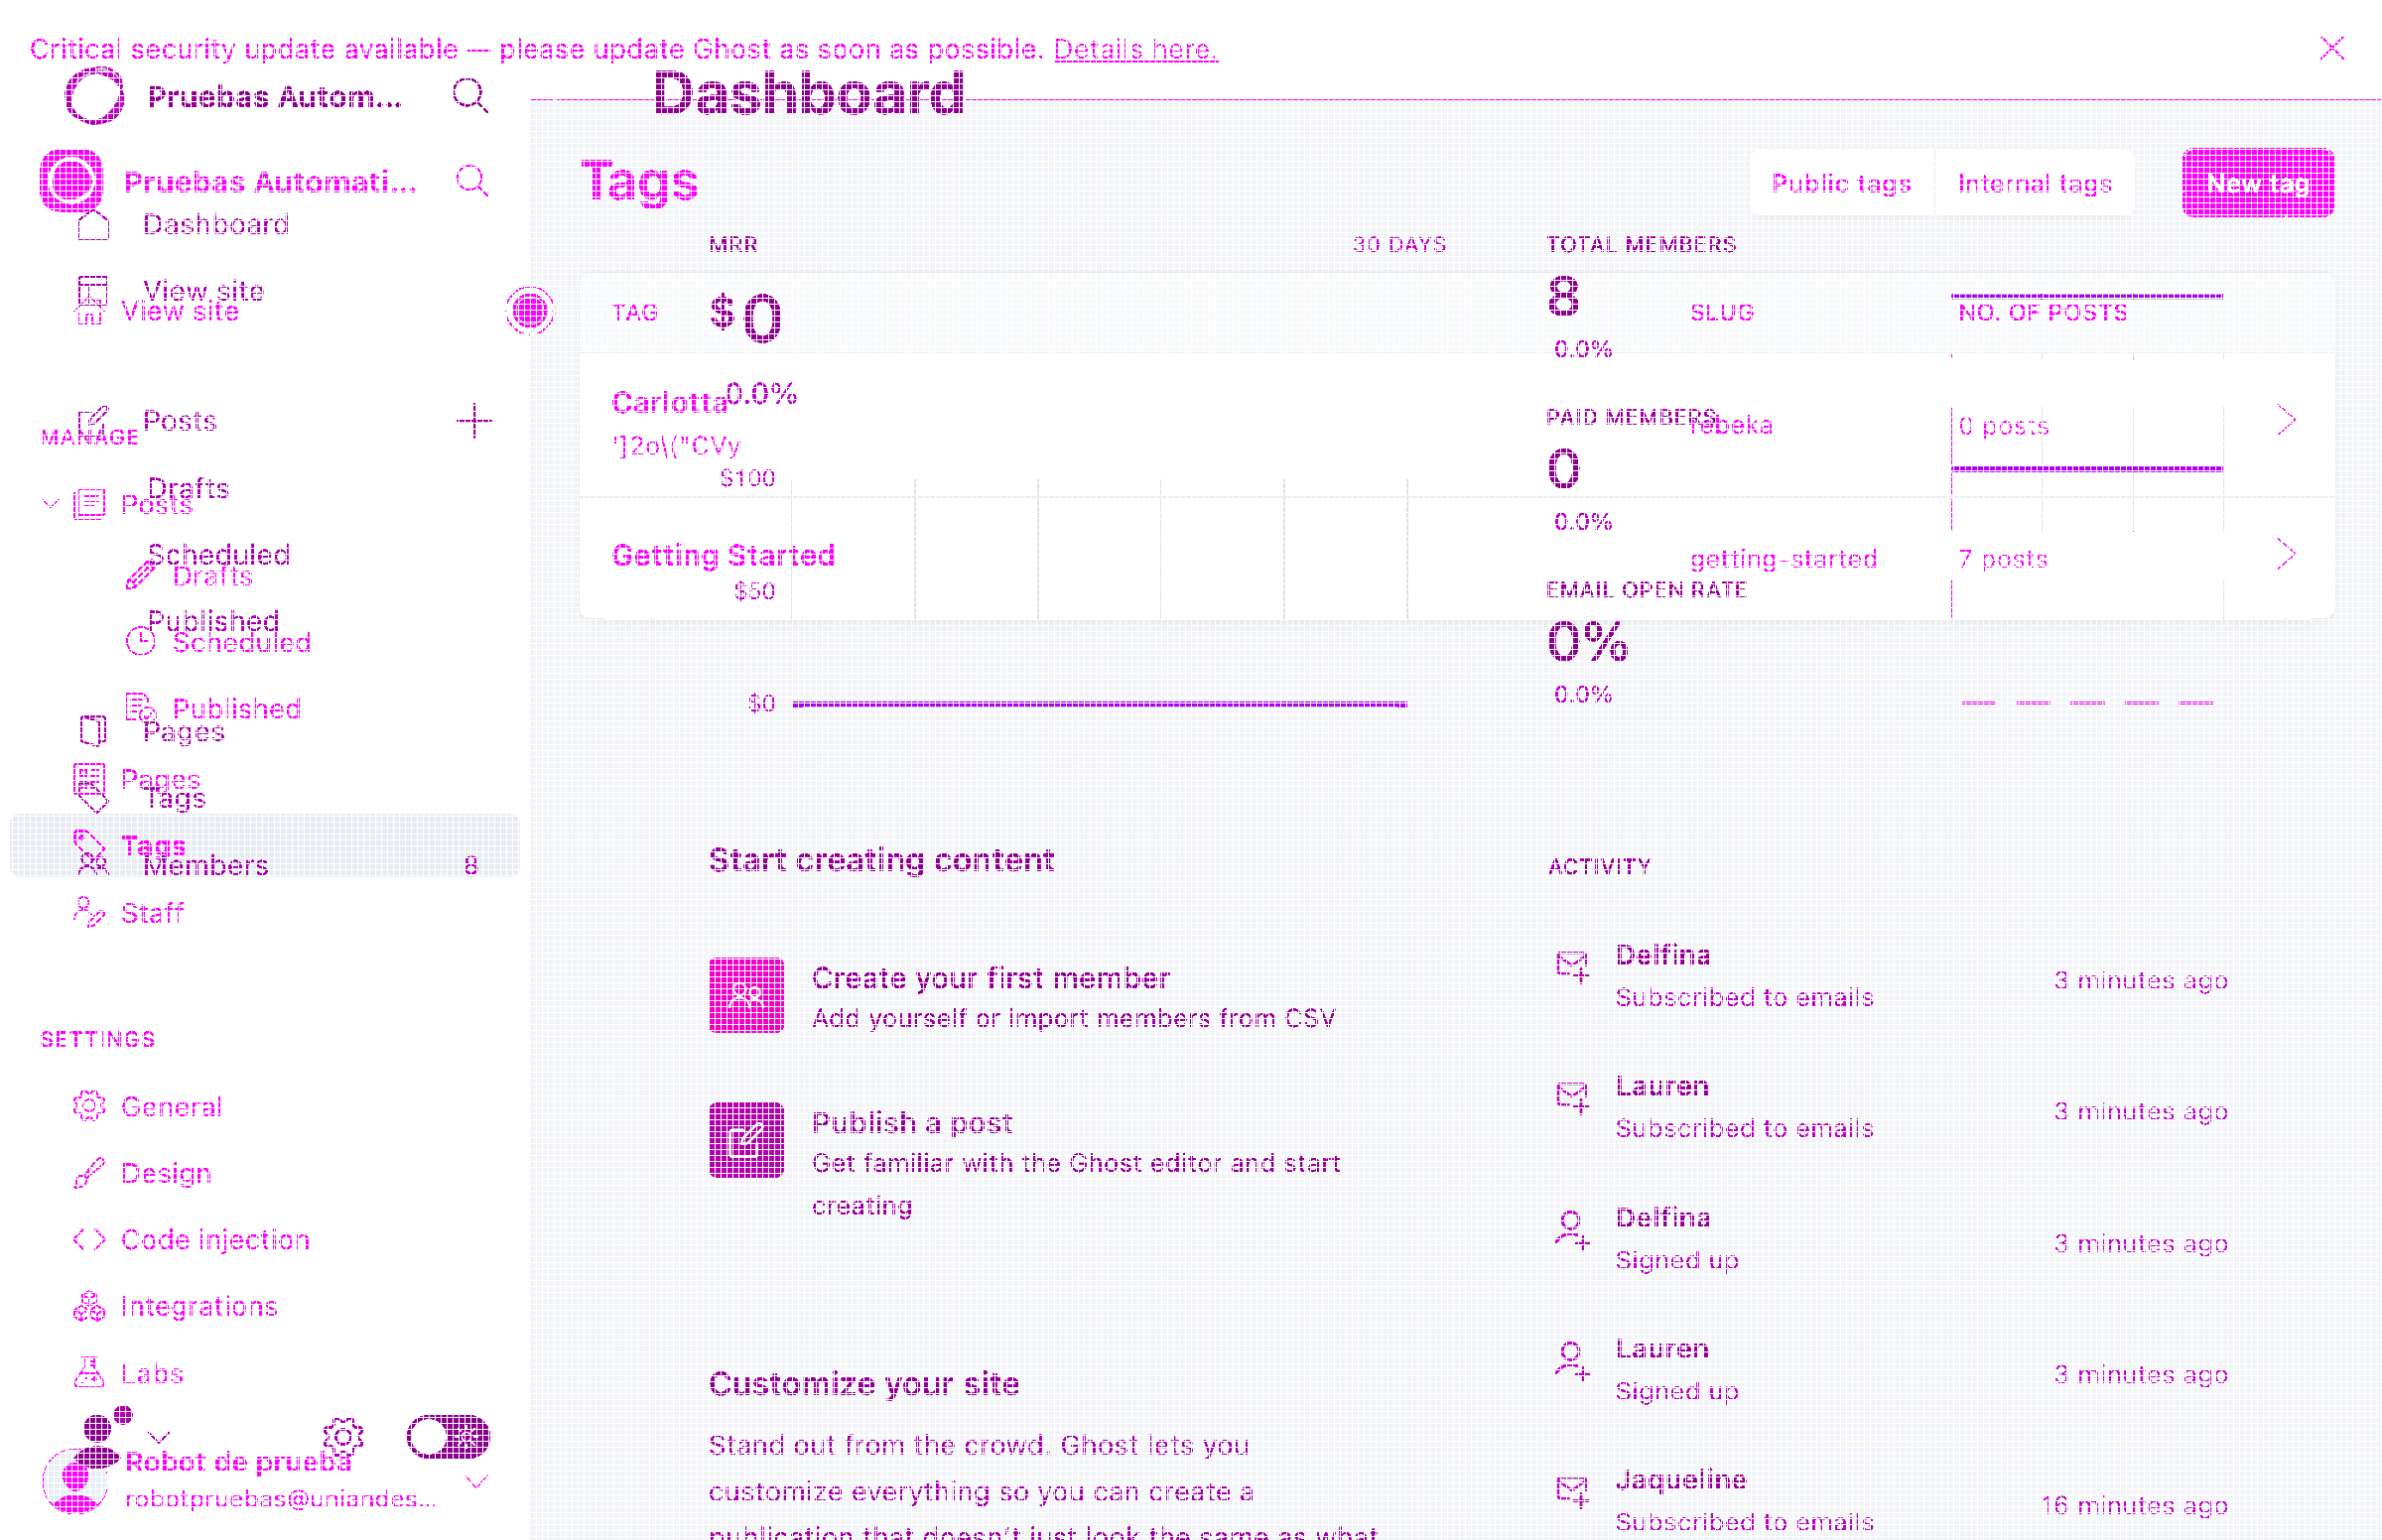 Critical security update available — please update Ghost as soon as possible. Details here.
Pruebas Autom...
Dashboard
Pruebas Automati...
Tags
Public tags
Internal tags
New tag
Dashboard
MRR
30 DAYS
TOTAL MEMBERS
View site
View site
TAG
$0
8
SLUG
NO. OF POSTS
0.0%
Carlotta
0.0%
Posts
PAID MEMBERS
rebeka
0 posts
MANAGE
']2o\("CVy
$100
0
Drafts
Posts
0.0%
Scheduled
Getting Started
getting-started
7 posts
Drafts
$50
EMAIL OPEN RATE
Published
Scheduled
0%
Published
$0
0.0%
Pages
Pages
Tags
Tags
Members
8
Start creating content
ACTIVITY
Staff
Create your first member
Add yourself or import members from CSV
Delfina
Subscribed to emails
3 minutes ago
SETTINGS
General
Publish a post
Get familiar with the Ghost editor and start
creating
Lauren
Subscribed to emails
3 minutes ago
Design
Code injection
Delfina
Signed up
3 minutes ago
Integrations
Labs
Customize your site
Lauren
Signed up
3 minutes ago
Stand out from the crowd. Ghost lets you
customize everything so you can create a
publication that doesn't just look the same as what
Robot de prueba
robotpruebas@uniandes...
Jaqueline
Subscribed to emails
16 minutes ago